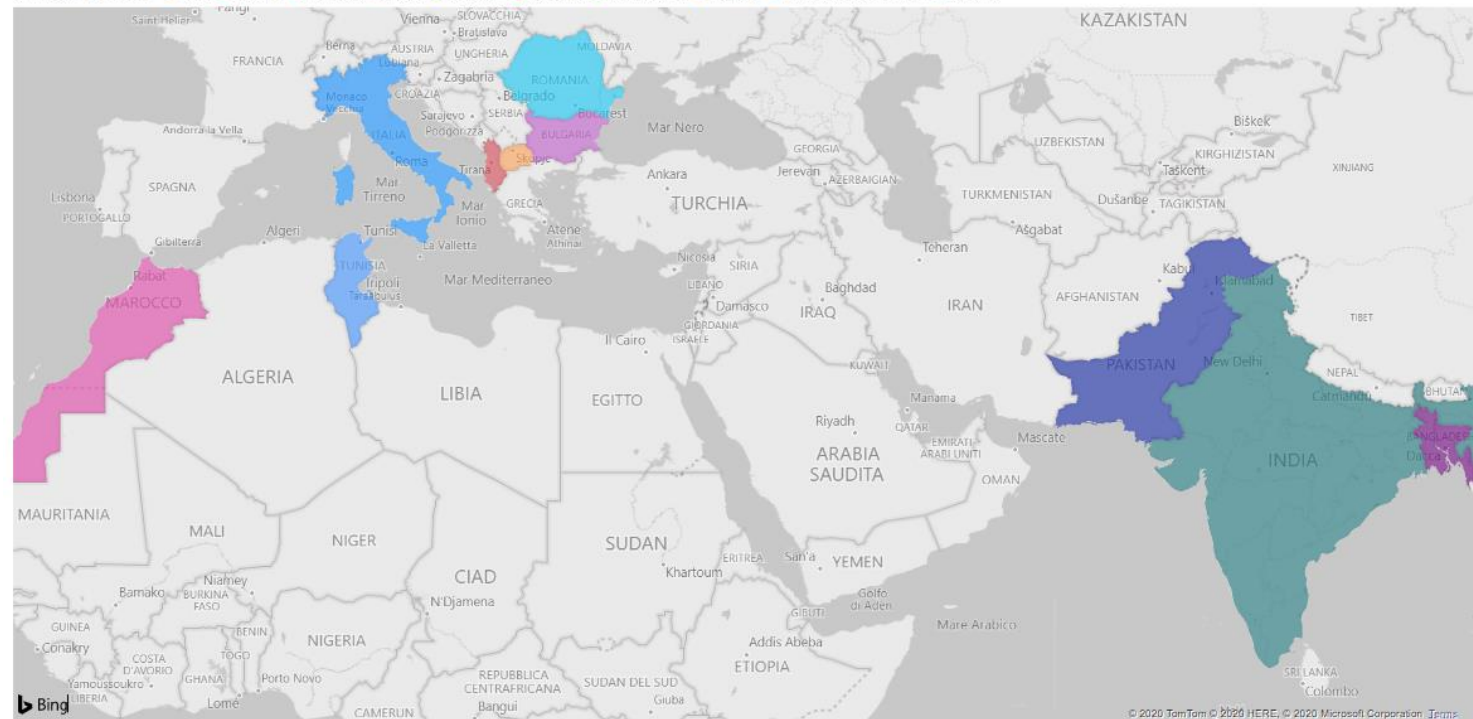 Saint Helier
Parigi
Vienna
SLOVACCHIA
Bratislava
KAZAKISTAN
Berna
AUSTRIA
UNGHERIA
MOLDAVIA
FRANCIA
Lubiana
Zagabria
ROMANIA
Monaco
CROAZIA
Belgrado
Bucarest
Sarajevo
SERBIA
Biškek
Andorra la Vella
ITALIA
Podgorizza
BULGARIA
Mar Nero
GEORGIA
UZBEKISTAN
KIRGHIZISTAN
Roma
Tirana
Skopje
Ankara
Jerevan
AZERBAIGIAN
Taškent
XINJIANG
Lisbona
SPAGNA
Mar
Tirreno
Mar
Ionio
GRECIA
TURCHIA
TURKMENISTAN
Dušanbe
TAGIKISTAN
PORTOGALLO
Gibilterra
Algeri
Tunisi
La Valletta
Atene
Athínai
Teheran
Ašgabat
Rabat
TUNISIA
Tripoli
Tarabulus
Mar Mediterraneo
Nicosia
SIRIA
Kabul
Islamabad
MAROCCO
LIBANO
Damasco
Baghdad
IRAQ
IRAN
AFGHANISTAN
TIBET
Il Cairo
GIORDANIA
ISRAELE
KUWAIT
PAKISTAN
New Delhi
NEPAL
Catmandu
BHUTA
ALGERIA
LIBIA
EGITTO
Manama
Riyadh
QATAR
EMIRATI
ARABI UNITI
Mascate
BANGLADE
Dacca
ARABIA
SAUDITA
OMAN
INDIA
MAURITANIA
MALI
NIGER
SUDAN
ERITREA
San'a
YEMEN
CIAD
Khartoum
Bamako
Niamey
BURKINA
FASO
N'Djamena
Golfo
di Aden
GIBUTI
Mare Arabico
GUINEA
Conakry
BENIN
NIGERIA
Addis Abeba
ETIOPIA
COSTA
D'AVORIO
TOGO
GHANA
Porto Novo
REPUBBLICA
CENTRAFRICANA
SUDAN DEL SUD
SRI LANKA
Yamoussoukro
LIBERIA
Lomé
CAMERUN
Bangui
Giuba
Colombo
Bing
© 2020 TomTom © 2020 HERE, © 2020 Microsoft Corporation Terms